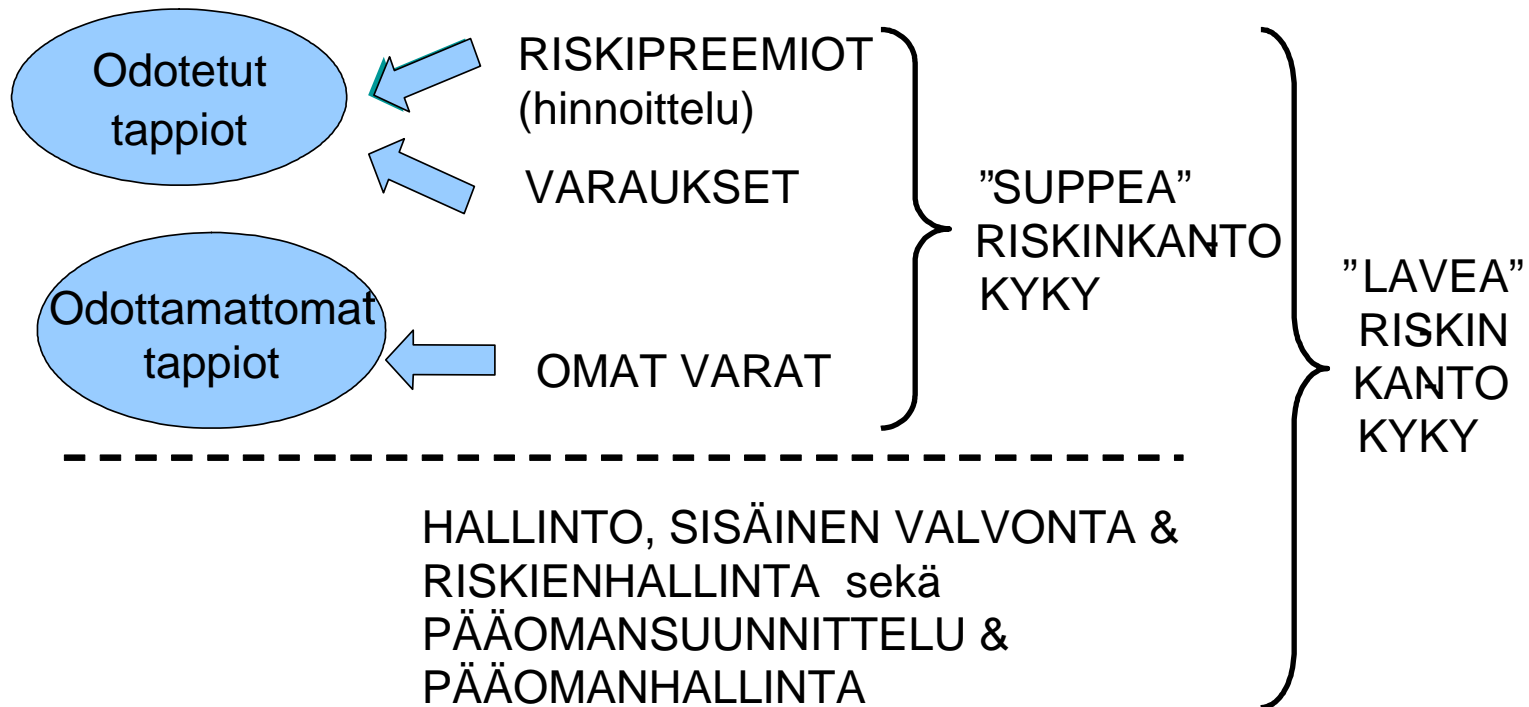 Odotetut
tappiot
RISKIPREEMIOT
(hinnoittelu)
VARAUKSET
Odottamattomat
tappiot
OMAT VARAT
”SUPPEA”
RISKINKANTO-
KYKY
”LAVEA”
RISKIN-
KANTO-
KYKY
HALLINTO, SISÄINEN VALVONTA &
RISKIENHALLINTA sekä
PÄÄOMANSUUNNITTELU &
PÄÄOMANHALLINTA